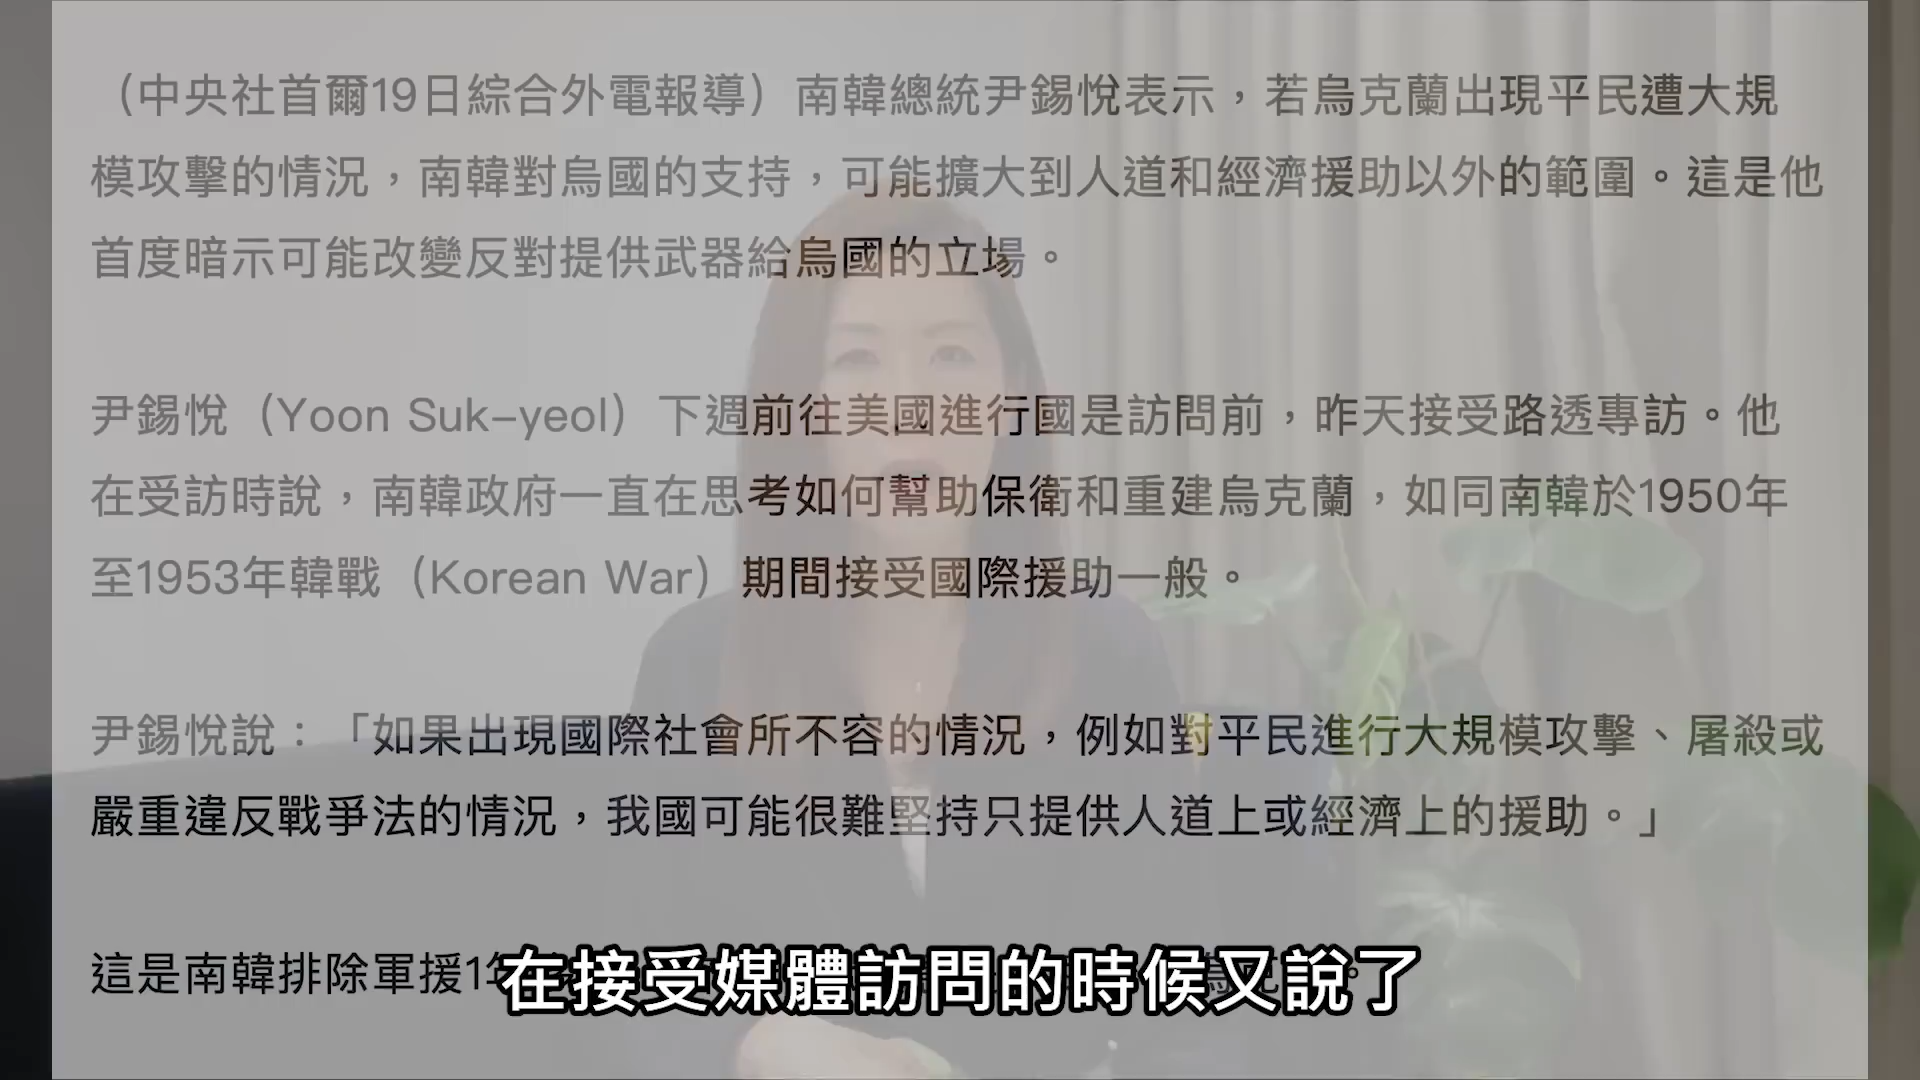 （中央社首爾19日綜合外電報導）南韓總統尹錫悅表示，若烏克蘭出現平民遭大規
模攻擊的情況，南韓對烏國的支持，可能擴大到人道和經濟援助以外的範圍。這是他
首度暗示可能改變反對提供武器給烏國的立場。
尹錫悅（Yoon Suk-yeol）下週前往美國進行國是訪問前，昨天接受路透專訪。他
在受訪時說，南韓政府一直在思考如何幫助保衛和重建烏克蘭，如同南韓於1950年
至1953年韓戰（Korean War）期間接受國際援助一般。
尹錫悅說：「如果出現國際社會所不容的情況，例如對平民進行大規模攻擊、屠殺或
嚴重違反戰爭法的情況，我國可能很難堅持只提供人道上或經濟上的援助。」
這是南韓排除軍援1年
在接受媒體訪問的時候又說了